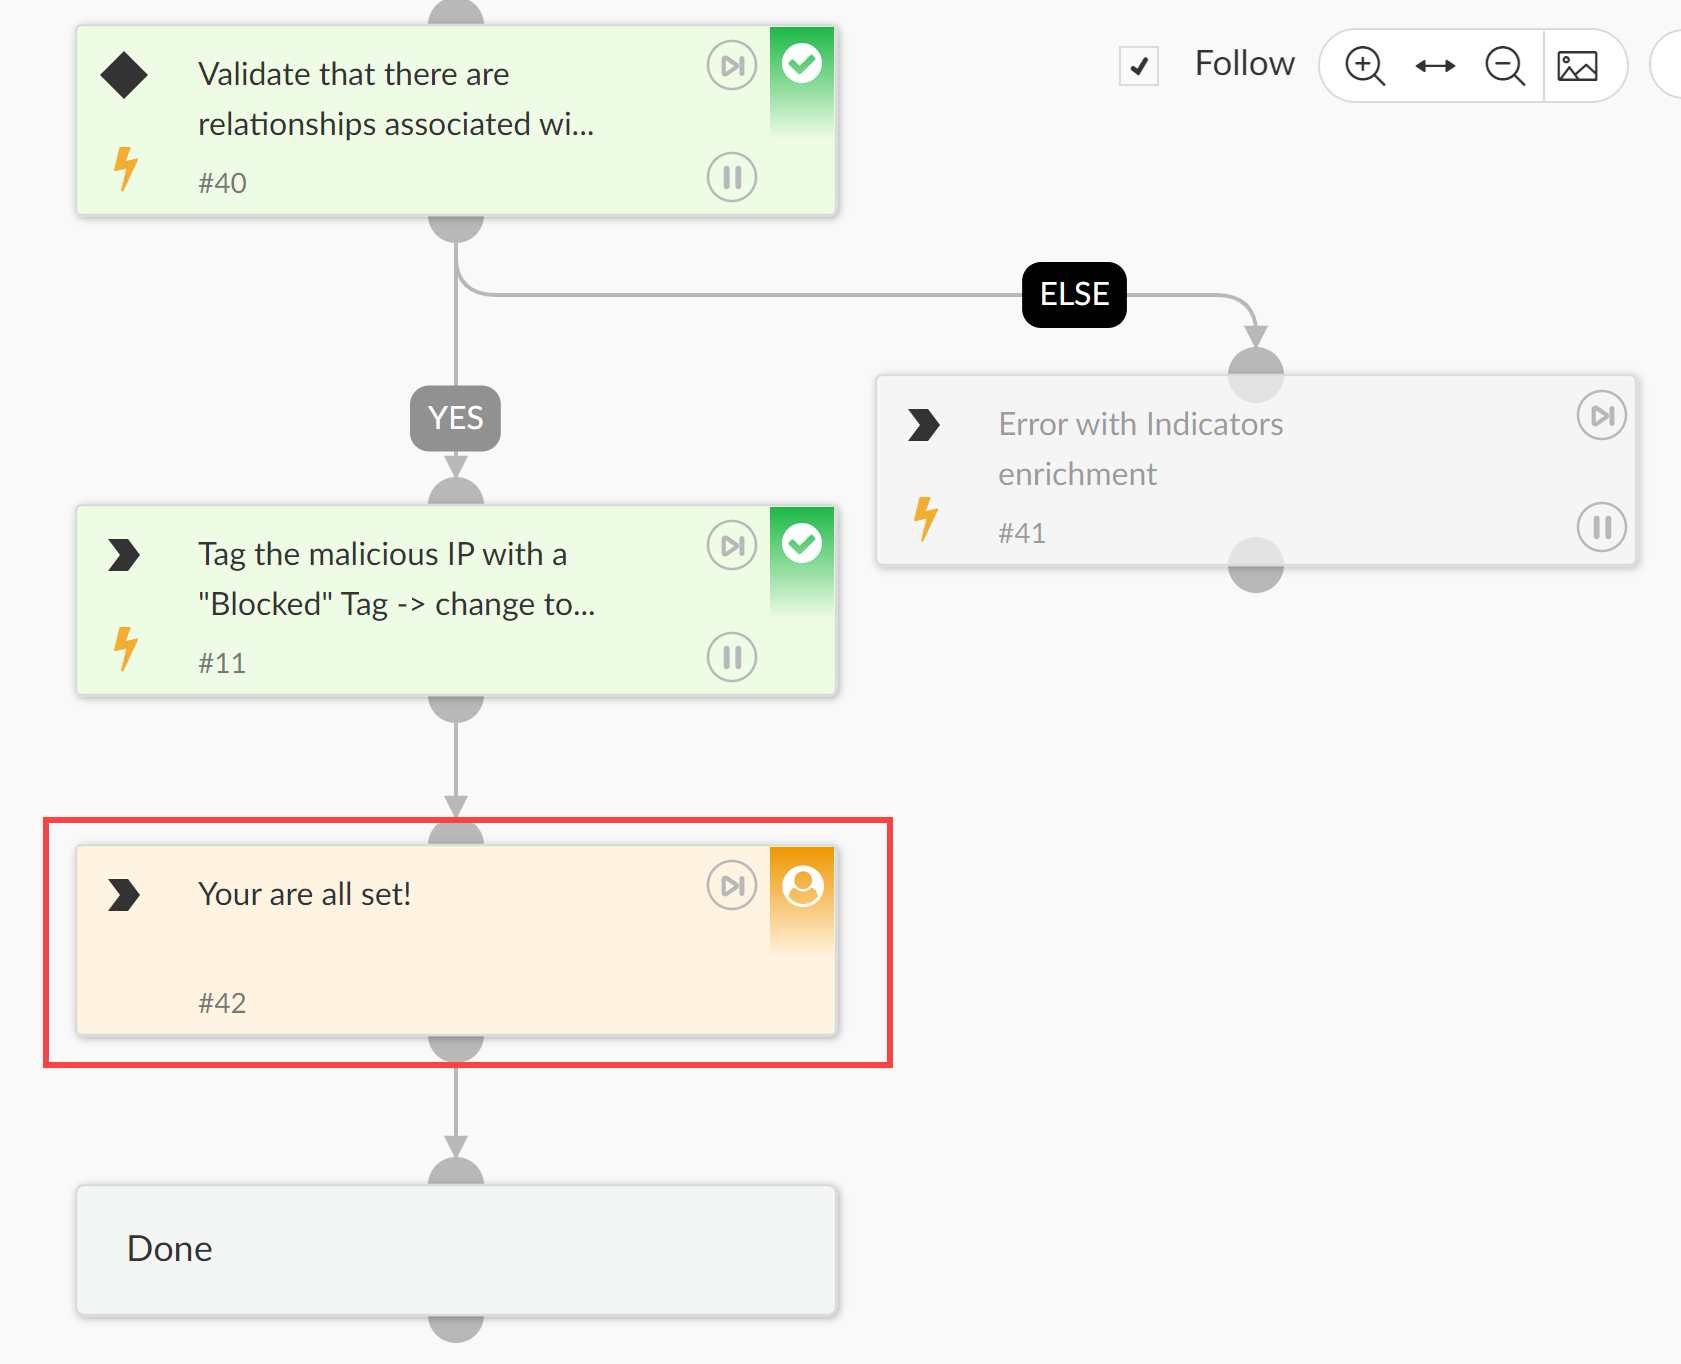 Validate that there are
relationships associated wi...
#40
Follow
ELSE
YES
Error with Indicators
enrichment
#41
Tag the malicious IP with a
"Blocked" Tag -> change to...
#11
Your are all set!
#42
Done